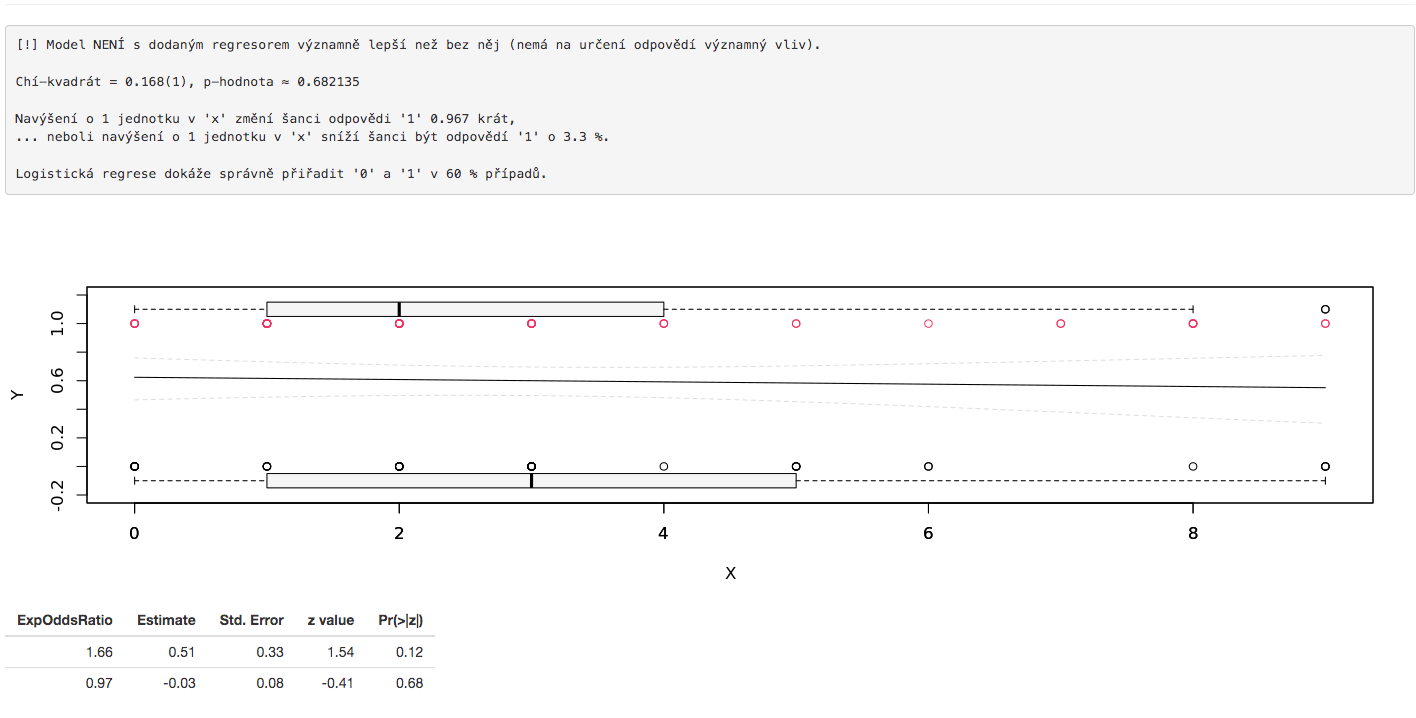 [!] Model NENÍ s dodaným regresorem významně lepší než bez něj (nemá na určení odpovědí významný vliv).
Chí–kvadrát = 0.168(1), p–hodnota ≈ 0.682135
Navýšení o 1 jednotku v 'x' změní šanci odpovědi '1' 0.967 krát,
... neboli navýšení o 1 jednotku v 'x' sníží šanci být odpovědí '1' o 3.3 %.
Logistická regrese dokáže správně přiřadit '0' a '1' v 60 % případů.
1.0
0.6
0.2
-0.2
Y
0 2 4 6 8
X
ExpOddsRatio Estimate Std. Error z value Pr(>|z|)
1.66 0.51 0.33 1.54 0.12
0.97 -0.03 0.08 -0.41 0.68